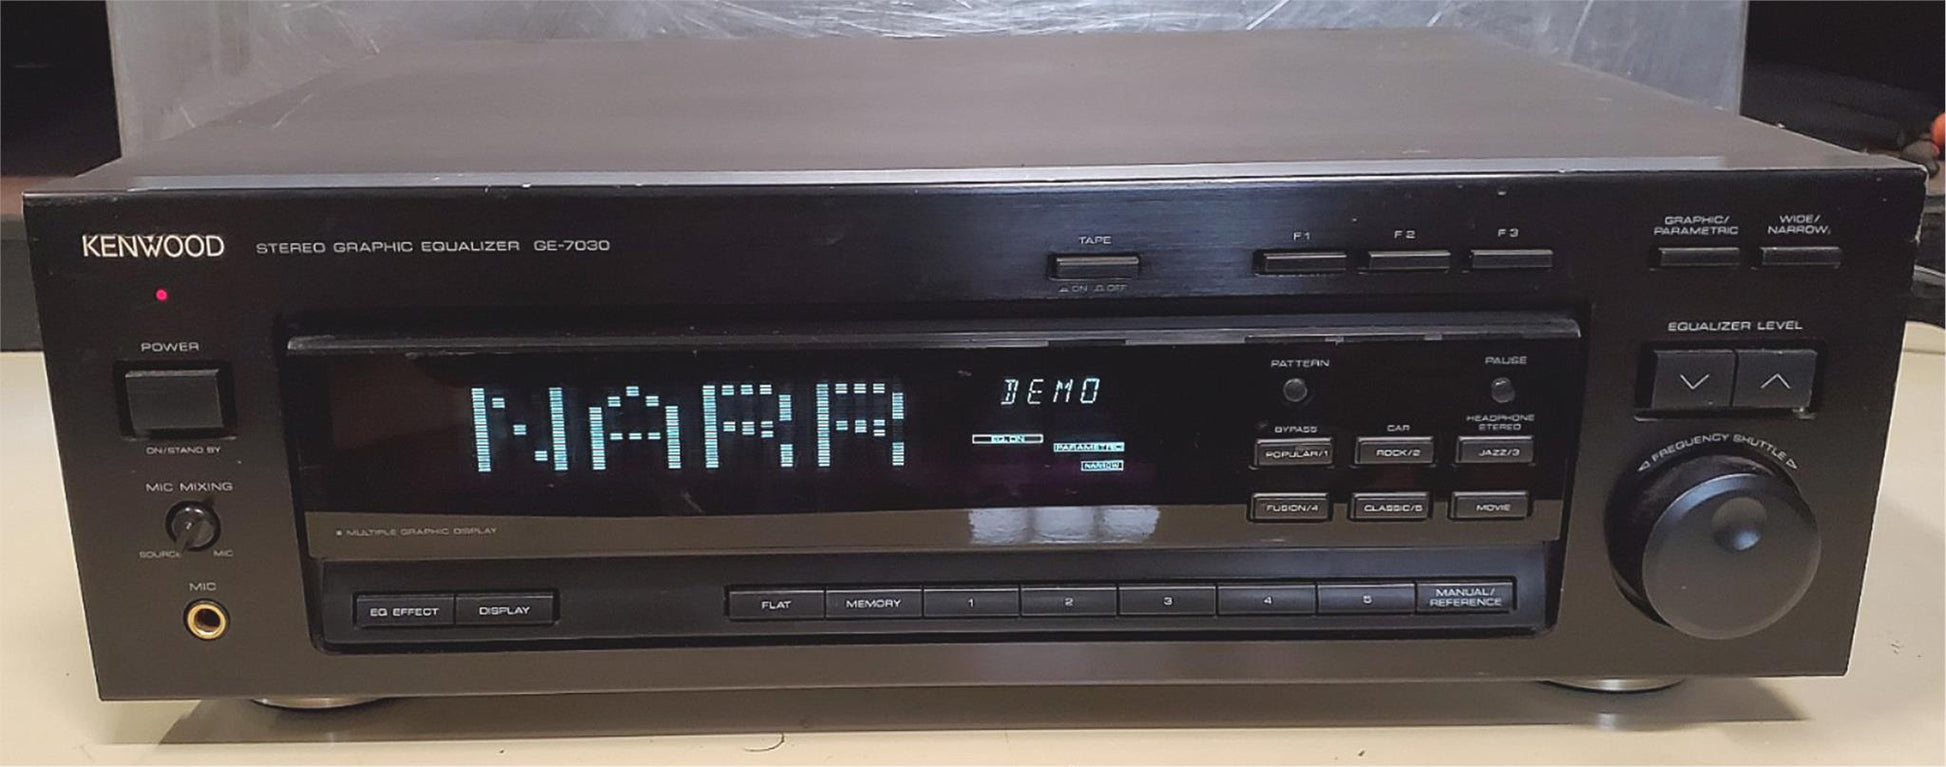 KENWOOD STEREO GRAPHIC EQUALIZER GE-7030
TAPE
ON OFF
F1 F2 F3
GRAPHIC/
PARAMETRIC
WIDE/
NARROW
POWER
ON/STAND BY
MIC MIXING
SOURCE MIC
MIC
NARR
DEMO
EQ.ON
PARAMETRIC
NARROW
MULTIPLE GRAPHIC DISPLAY
PATTERN
PAUSE
BYPASS
CAR
HEADPHONE
STEREO
POPULAR/1 ROCK/2 JAZZ/3
FUSION/4 CLASSIC/5 MOVIE
EQUALIZER LEVEL
FREQUENCY SHUTTLE
EQ EFFECT DISPLAY
FLAT MEMORY 1 2 3 4 5 MANUAL/
REFERENCE